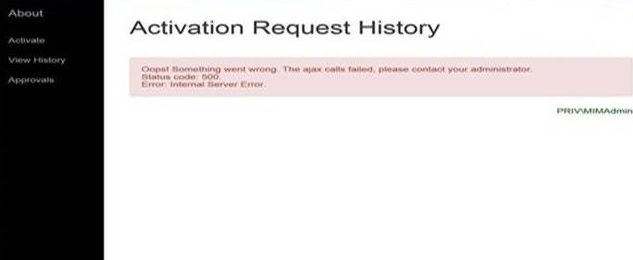 About
Activate
View History
Approvals
Activation Request History
Oops! Something went wrong. The ajax calls failed, please contact your administrator.
Status code: 500.
Error: Internal Server Error.
PRIV\MIMAdmin